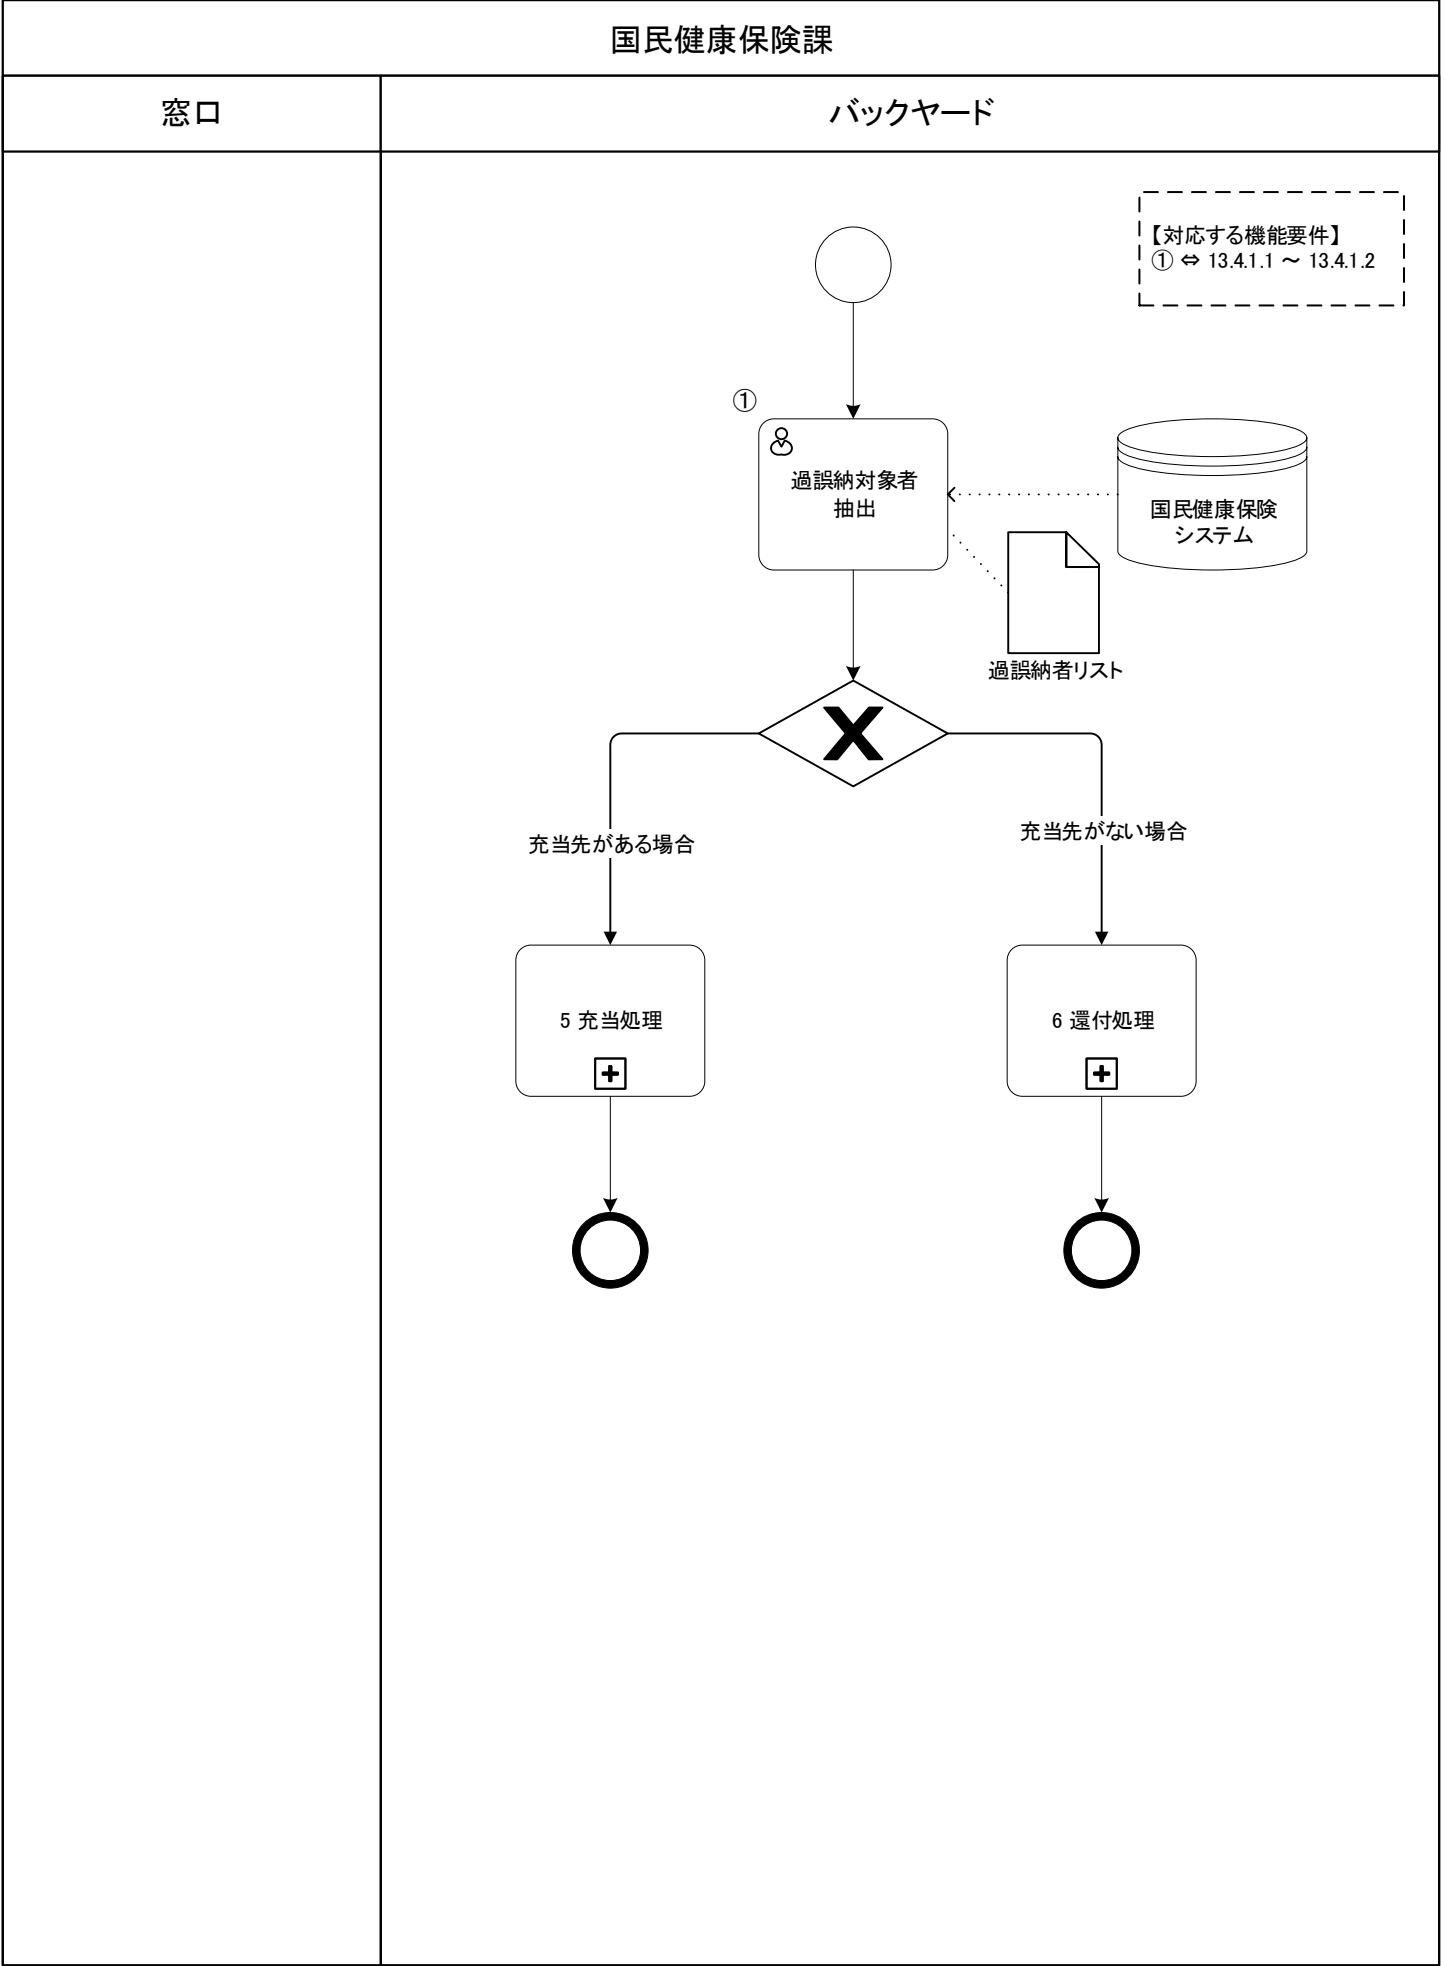 国民健康保険課
窓口
バックヤード
【対応する機能要件】
① ⇔ 13.4.1.1 ～ 13.4.1.2
①
過誤納対象者
抽出
国民健康保険
システム
過誤納者リスト
充当先がある場合
充当先がない場合
5 充当処理
6 還付処理